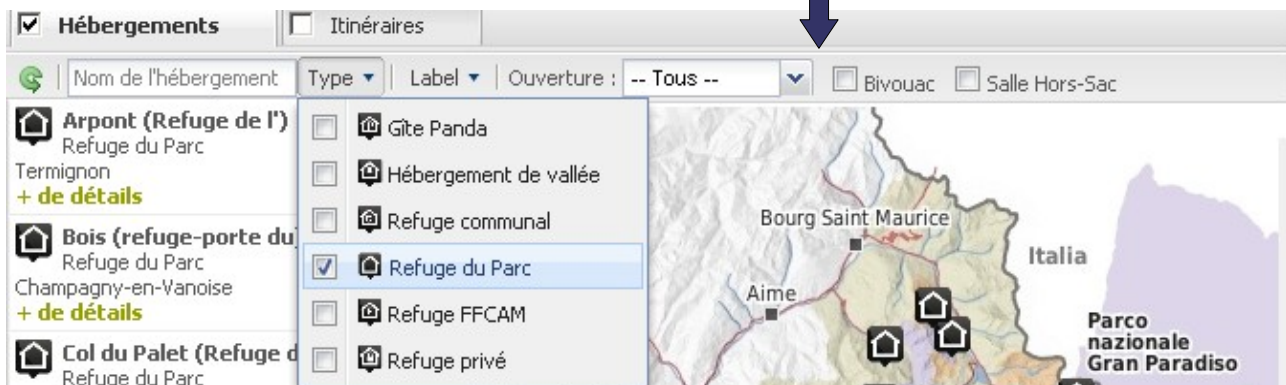 Hébergements Itinéraires
Nom de l'hébergement Type Label Ouverture : -- Tous -- Bivouac Salle Hors-Sac
Arpont (Refuge de l')
Refuge du Parc
Termignon
+ de détails
Bois (refuge-porte du
Refuge du Parc
Champagny-en-Vanoise
+ de détails
Col du Palet (Refuge d
Refuge du Parc
Gîte Panda
Hébergement de vallée
Refuge communal
Refuge du Parc
Refuge FFCAM
Refuge privé
Bourg Saint Maurice
Italia
Aime
Parco
nazionale
Gran Paradiso